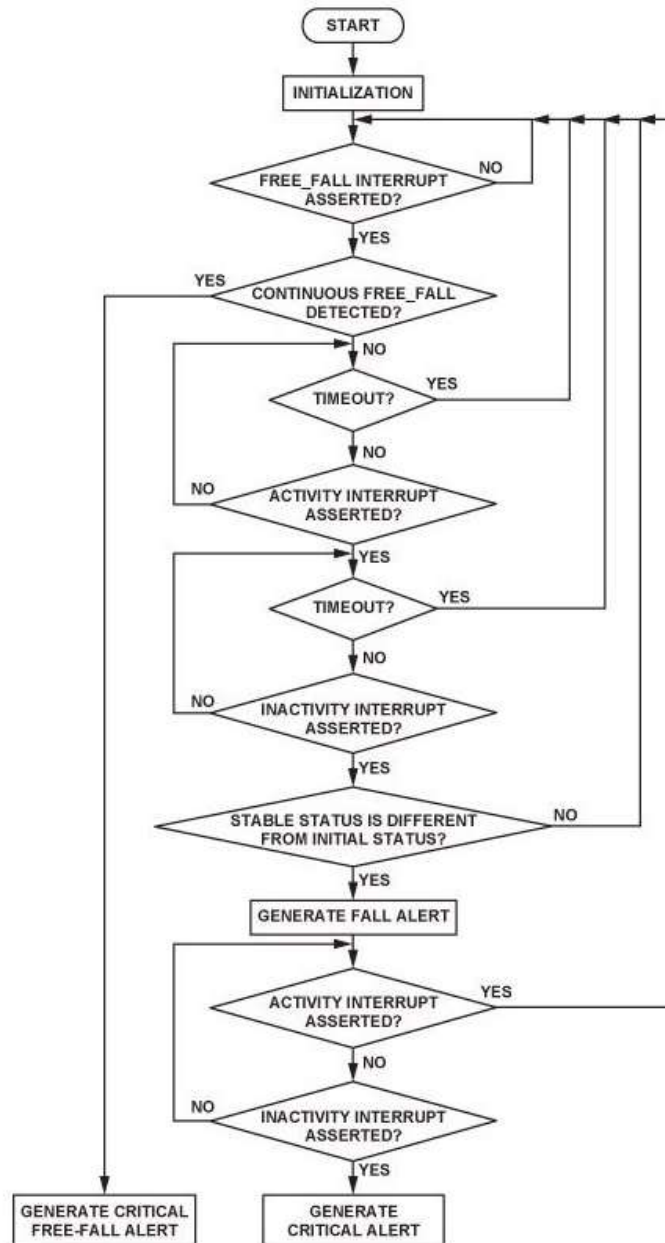 START
INITIALIZATION
FREE_FALL INTERRUPT
ASSERTED?
NO
YES
YES
CONTINUOUS FREE_FALL
DETECTED?
NO
TIMEOUT?
YES
NO
NO
ACTIVITY INTERRUPT
ASSERTED?
YES
TIMEOUT?
YES
NO
NO
INACTIVITY INTERRUPT
ASSERTED?
YES
STABLE STATUS IS DIFFERENT
FROM INITIAL STATUS?
NO
YES
GENERATE FALL ALERT
ACTIVITY INTERRUPT
ASSERTED?
YES
NO
NO
INACTIVITY INTERRUPT
ASSERTED?
YES
GENERATE CRITICAL
FREE-FALL ALERT
GENERATE
CRITICAL ALERT